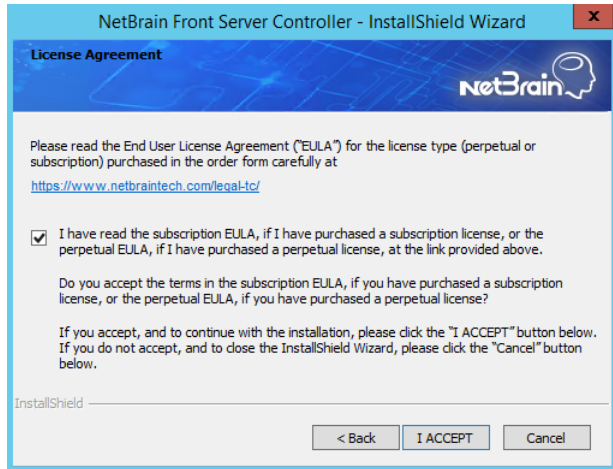 NetBrain Front Server Controller - InstallShield Wizard
x
License Agreement
NetBrain
Please read the End User License Agreement ("EULA") for the license type (perpetual or
subscription) purchased in the order form carefully at
https://www.netbraintech.com/legal-tc/
I have read the subscription EULA, if I have purchased a subscription license, or the
perpetual EULA, if I have purchased a perpetual license, at the link provided above.
Do you accept the terms in the subscription EULA, if you have purchased a subscription
license, or the perpetual EULA, if you have purchased a perpetual license?
If you accept, and to continue with the installation, please click the "I ACCEPT" button below.
If you do not accept, and to close the InstallShield Wizard, please click the "Cancel" button
below.
InstallShield
< Back I ACCEPT Cancel